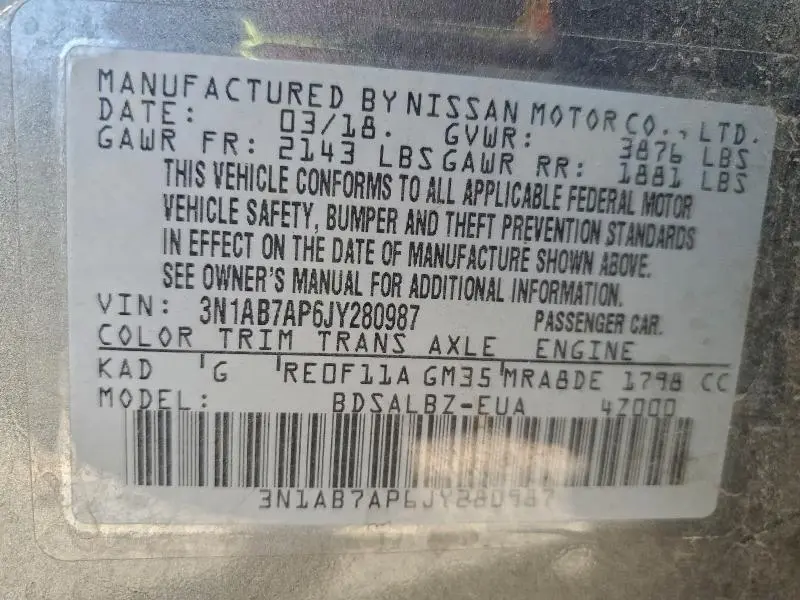 MANUFACTURED BY NISSAN MOTOR CO., LTD.
DATE: 03/18. GVWR: 3876 LBS
GAWR FR: 2143 LBS GAWR RR: 1881 LBS
THIS VEHICLE CONFORMS TO ALL APPLICABLE FEDERAL MOTOR
VEHICLE SAFETY, BUMPER AND THEFT PREVENTION STANDARDS
IN EFFECT ON THE DATE OF MANUFACTURE SHOWN ABOVE.
SEE OWNER'S MANUAL FOR ADDITIONAL INFORMATION.
VIN: 3N1AB7AP6JY280987 PASSENGER CAR.
COLOR TRIM TRANS AXLE ENGINE
KAD G RE0F11A GM35 MRA8DE 1798 CC
MODEL: BDSALBZ-EUA 4Z000
3N1AB7AP6JY280987